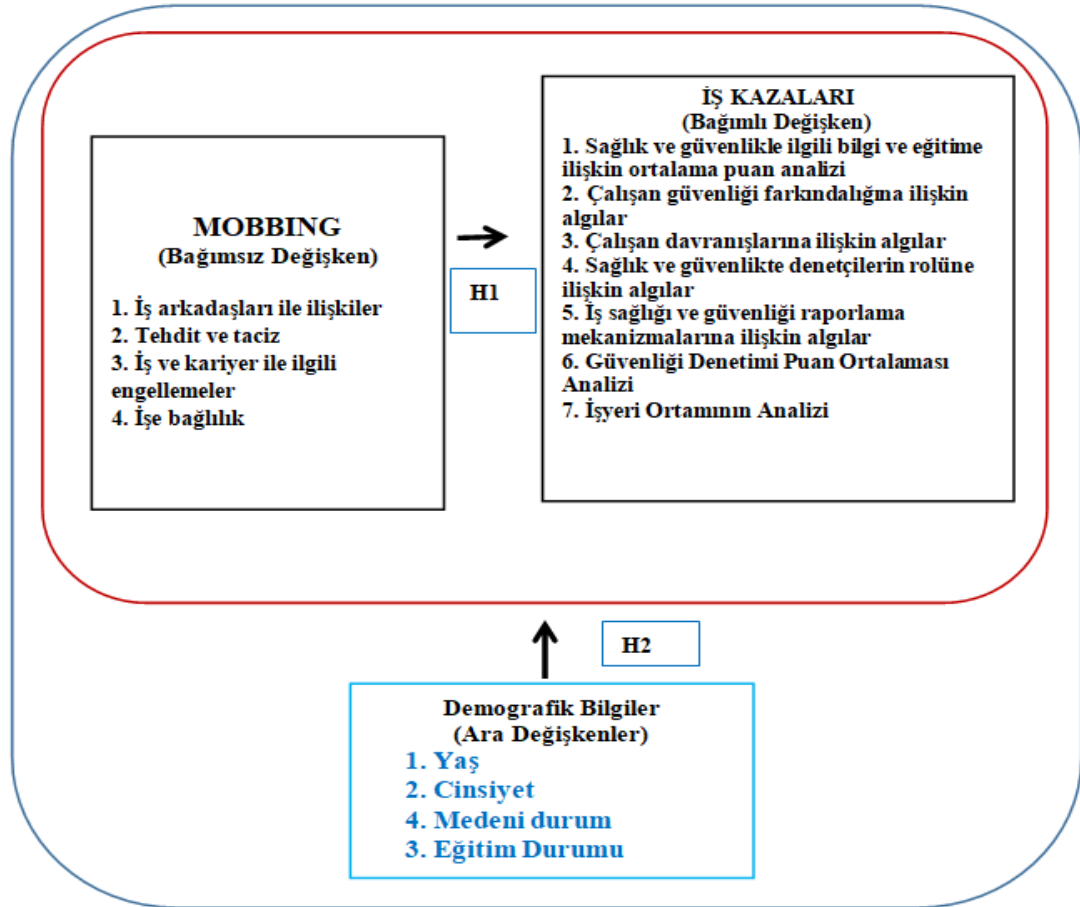 MOBBING
(Bağımsız Değişken)
1. İş arkadaşları ile ilişkiler
2. Tehdit ve taciz
3. İş ve kariyer ile ilgili
engellemeler
4. İşe bağlılık
H1
İŞ KAZALARI
(Bağımlı Değişken)
1. Sağlık ve güvenlikle ilgili bilgi ve eğitime
ilişkin ortalama puan analizi
2. Çalışan güvenliği farkındalığına ilişkin
algılar
3. Çalışan davranışlarına ilişkin algılar
4. Sağlık ve güvenlikte denetçilerin rolüne
ilişkin algılar
5. İş sağlığı ve güvenliği raporlama
mekanizmalarına ilişkin algılar
6. Güvenliği Denetimi Puan Ortalaması
Analizi
7. İşyeri Ortamının Analizi
H2
Demografik Bilgiler
(Ara Değişkenler)
1. Yaş
2. Cinsiyet
4. Medeni durum
3. Eğitim Durumu